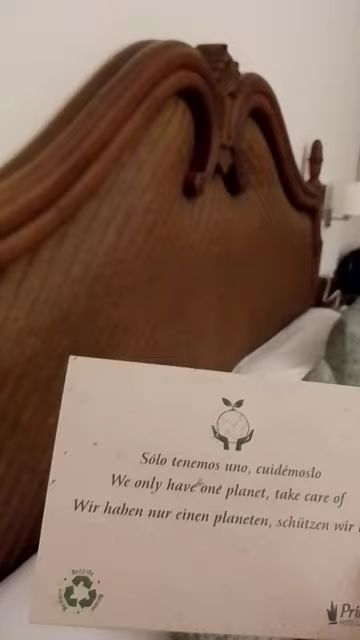 Sólo tenemos uno, cuidémoslo
We only have one planet, take care of
Wir haben nur einen planeten, schützen wir